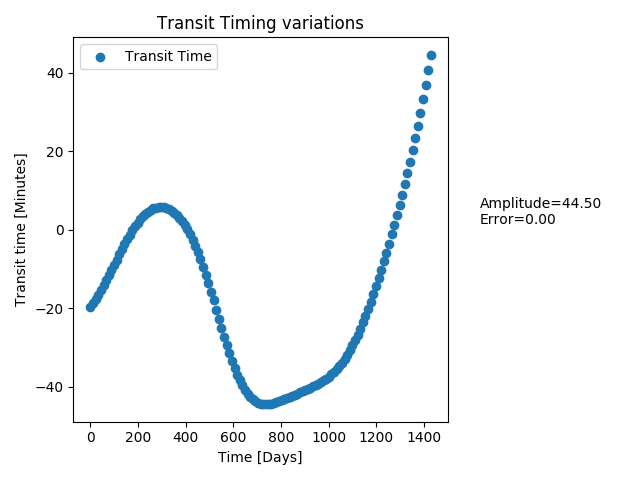 Transit Timing variations
Transit Time
Transit time [Minutes]
40
20
0
−20
−40
0 200 400 600 800 1000 1200 1400
Time [Days]
Amplitude=44.50
Error=0.00